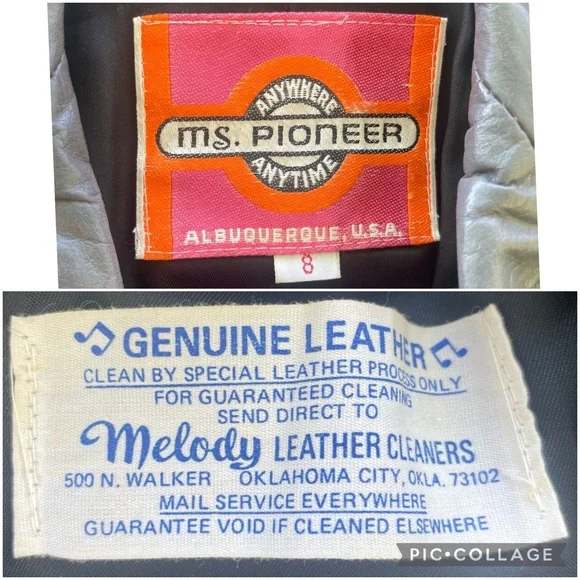 ANYWHERE
ms. PIONEER
ANYTIME
ALBUQUERQUE, U.S.A.
8
GENUINE LEATHER
CLEAN BY SPECIAL LEATHER PROCESS ONLY
FOR GUARANTEED CLEANING
SEND DIRECT TO
Melody LEATHER CLEANERS
500 N. WALKER OKLAHOMA CITY, OKLA. 73102
MAIL SERVICE EVERYWHERE
GUARANTEE VOID IF CLEANED ELSEWHERE
PIC•COLLAGE